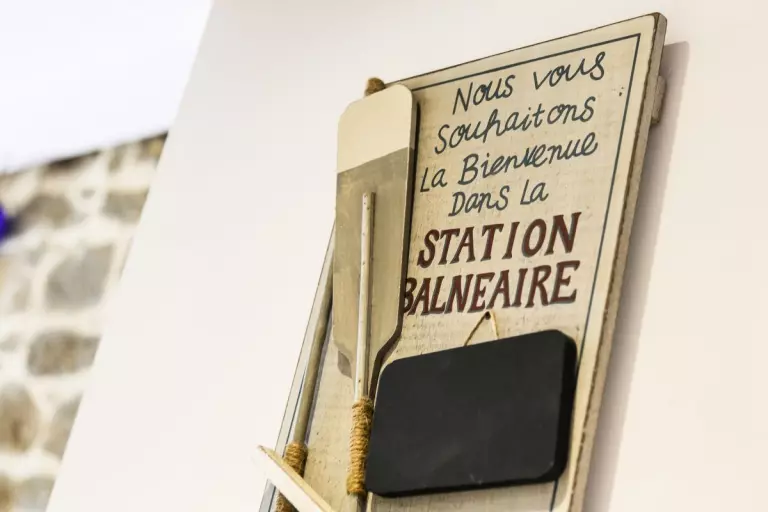 Nous vous
Souhaitons
La Bienvenue
Dans La
STATION
BALNEAIRE